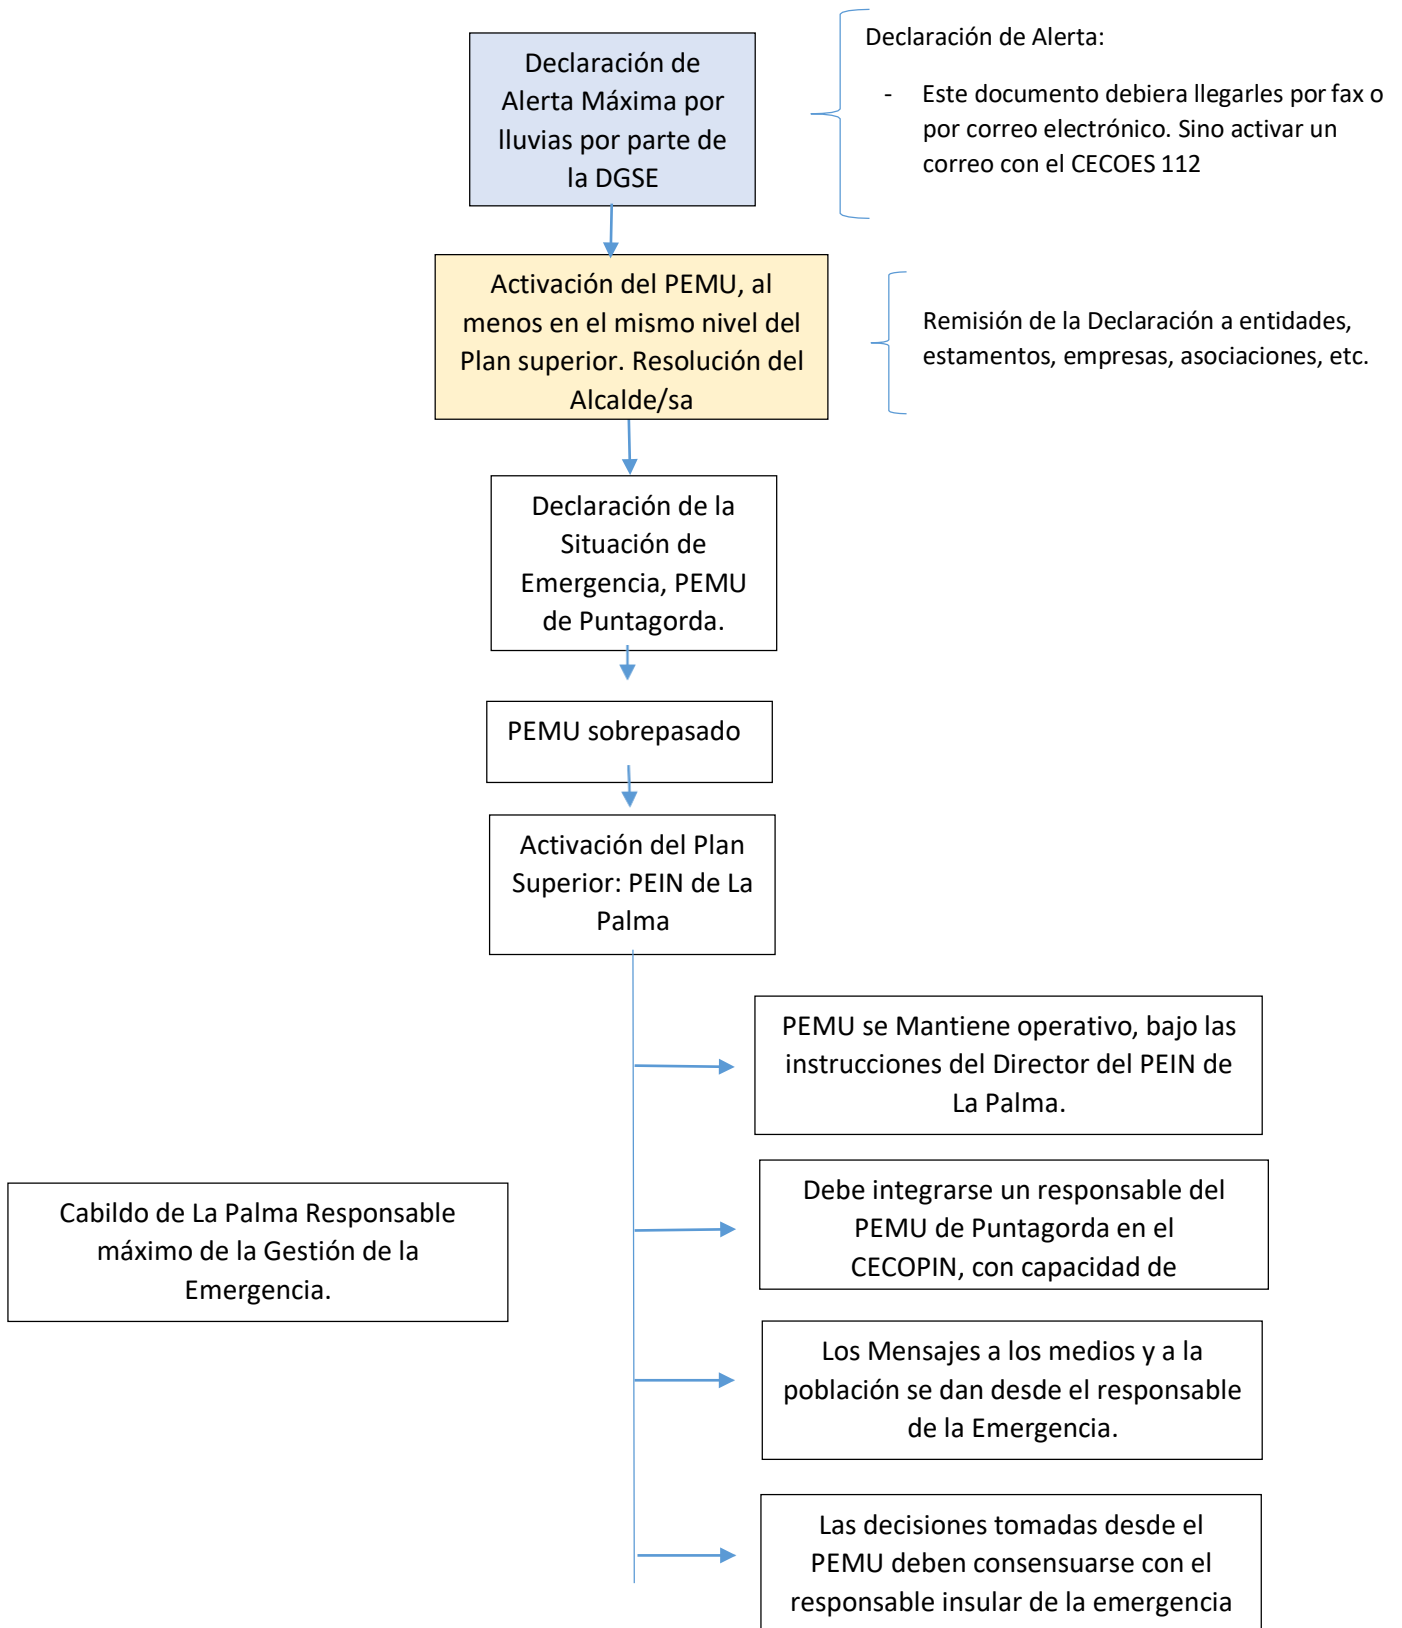 Declaración de
Alerta Máxima por
lluvias por parte de
la DGSE
Declaración de Alerta:
- Este documento debiera llegarles por fax o
por correo electrónico. Sino activar un
correo con el CECOES 112
Activación del PEMU, al
menos en el mismo nivel del
Plan superior. Resolución del
Alcalde/sa
Remisión de la Declaración a entidades,
estamentos, empresas, asociaciones, etc.
Declaración de la
Situación de
Emergencia, PEMU
de Puntagorda.
PEMU sobrepasado
Activación del Plan
Superior: PEIN de La
Palma
PEMU se Mantiene operativo, bajo las
instrucciones del Director del PEIN de
La Palma.
Cabildo de La Palma Responsable
máximo de la Gestión de la
Emergencia.
Debe integrarse un responsable del
PEMU de Puntagorda en el
CECOPIN, con capacidad de
Los Mensajes a los medios y a la
población se dan desde el responsable
de la Emergencia.
Las decisiones tomadas desde el
PEMU deben consensuarse con el
responsable insular de la emergencia